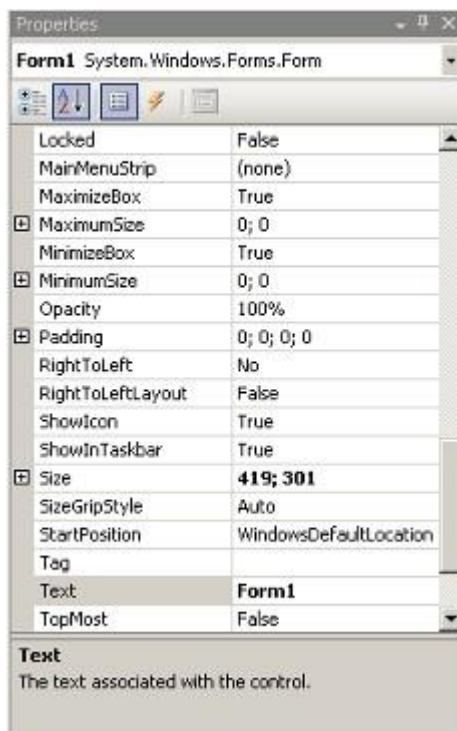 Properties
Form1 System.Windows.Forms.Form
Locked False
MainMenuStrip (none)
MaximizeBox True
MaximumSize 0; 0
MinimizeBox True
MinimumSize 0; 0
Opacity 100%
Padding 0; 0; 0; 0
RightToLeft No
RightToLeftLayout False
ShowIcon True
ShowInTaskbar True
Size 419; 301
SizeGripStyle Auto
StartPosition WindowsDefaultLocation
Tag
Text Form1
TopMost False
Text
The text associated with the control.